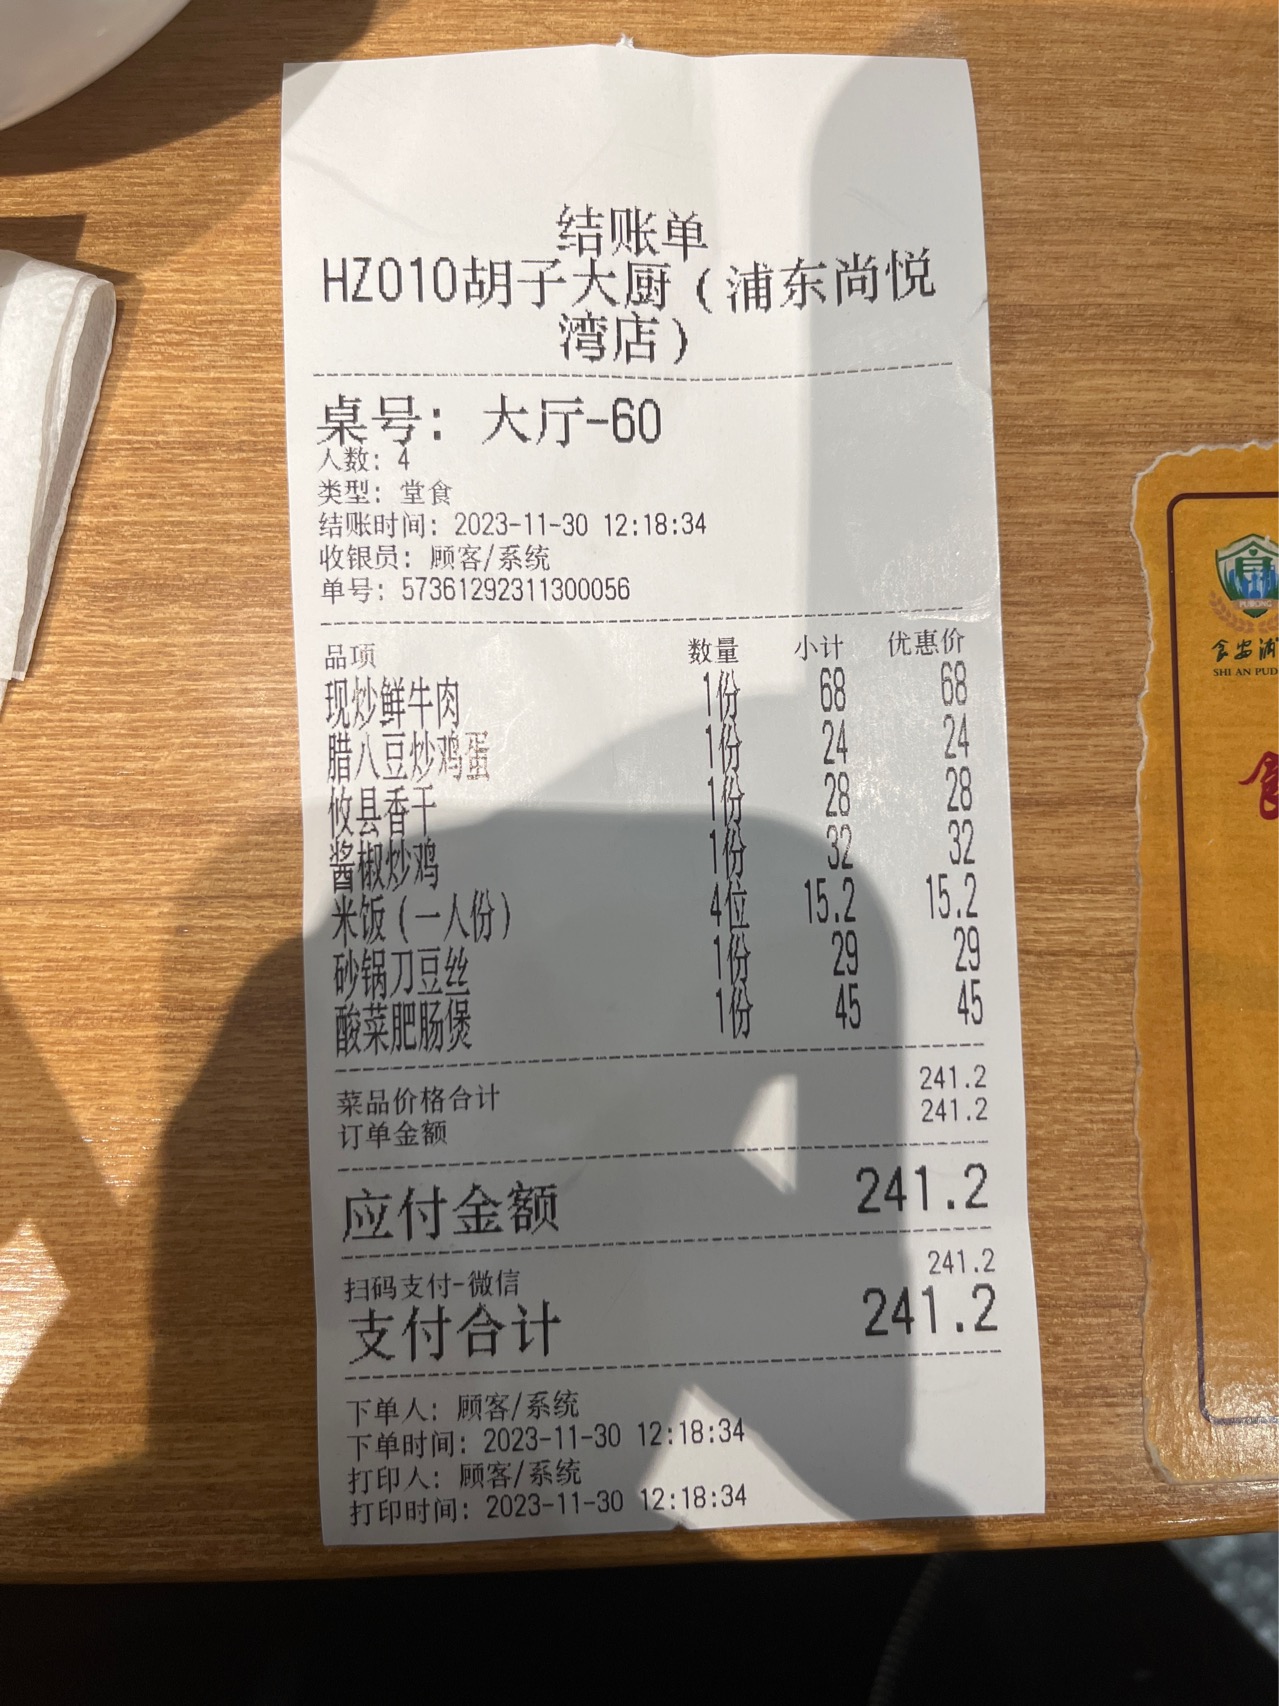 结账单
HZ010胡子大厨(浦东尚悦
湾店)
桌号: 大厅-60
人数: 4
类型: 堂食
结账时间: 2023-11-30 12:18:34
收银员: 顾客/系统
单号: 573612923113000​56
品项 数量 小计 优惠价
现炒鲜牛肉 1份 68 68
腊八豆炒鸡蛋 1份 24 24
攸县香干 1份 28 28
酱椒炒鸡 1份 32 32
米饭(一人份) 4位 15.2 15.2
砂锅刀豆丝 1份 29 29
酸菜肥肠煲 1份 45 45
菜品价格合计 241.2
订单金额 241.2
应付金额 241.2
扫码支付-微信 241.2
支付合计 241.2
下单人: 顾客/系统
下单时间: 2023-11-30 12:18:34
打印人: 顾客/系统
打印时间: 2023-11-30 12:18:34
PUDONG
食安浦
SHI AN PUD
食